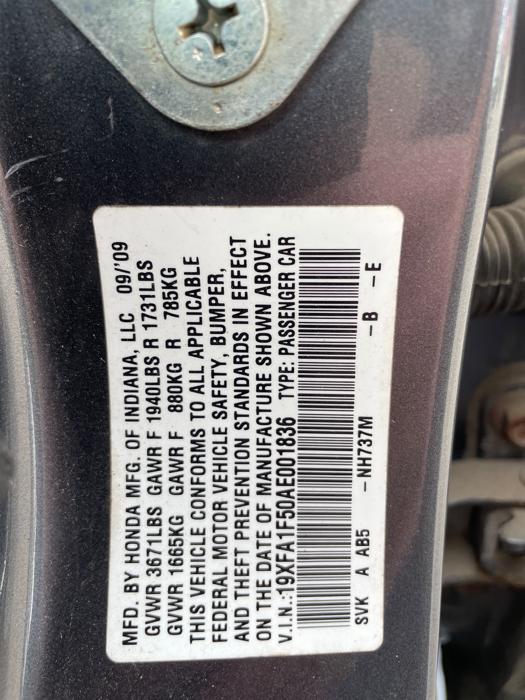 MFD. BY HONDA MFG. OF INDIANA, LLC 09/'09
GVWR 3671LBS GAWR F 1940LBS R 1731LBS
GVWR 1665KG GAWR F 880KG R 785KG
THIS VEHICLE CONFORMS TO ALL APPLICABLE
FEDERAL MOTOR VEHICLE SAFETY, BUMPER,
AND THEFT PREVENTION STANDARDS IN EFFECT
ON THE DATE OF MANUFACTURE SHOWN ABOVE.
V.I.N.:19XFA1F50AE001836 TYPE: PASSENGER CAR
SVK A AB5 -NH737M -B -E